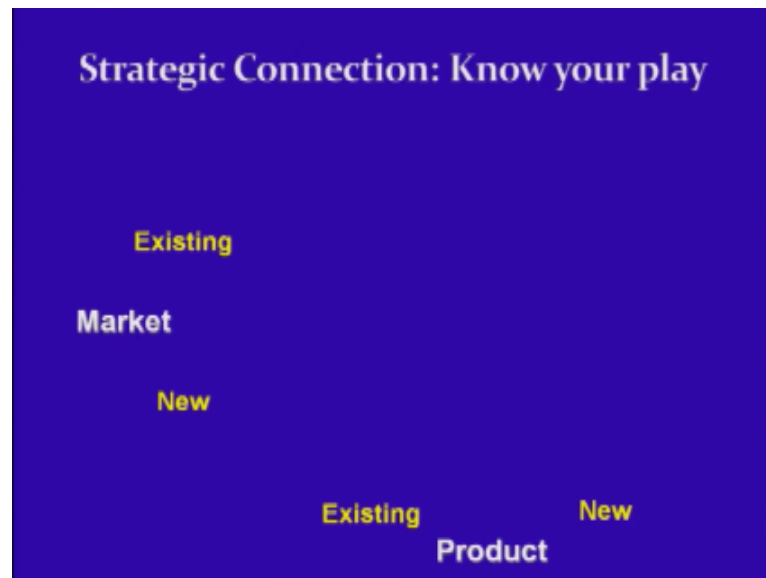 Strategic Connection: Know your play
Existing
Market
New
Existing New
Product